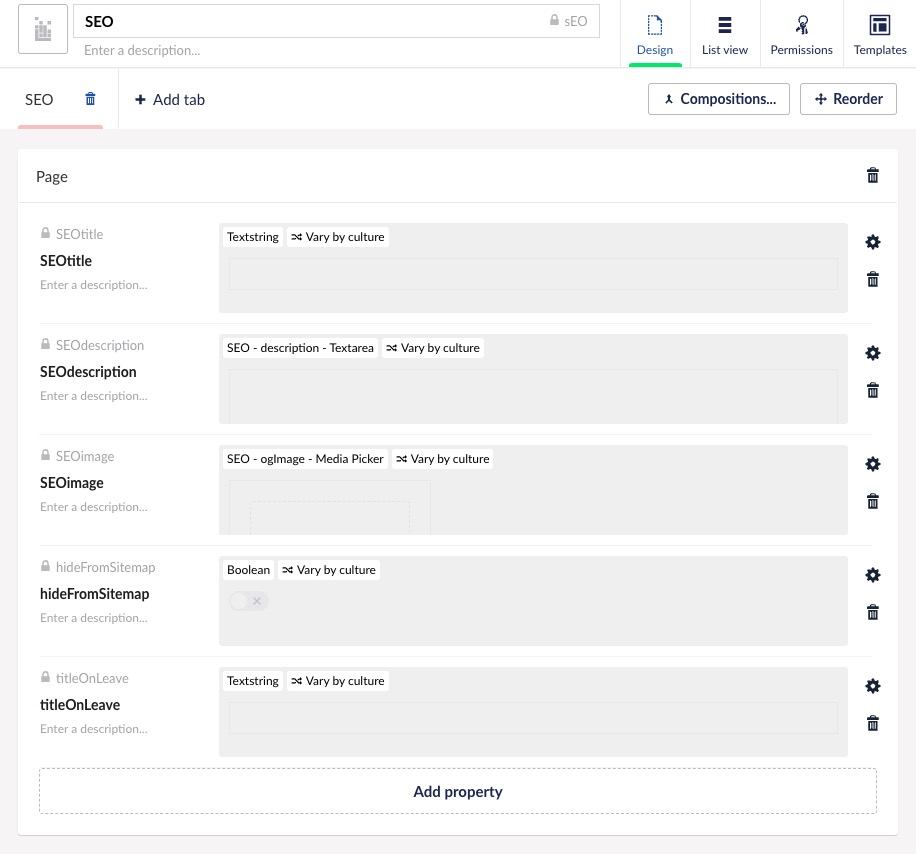 SEO
sEO
Enter a description...
Design
List view
Permissions
Templates
SEO
Add tab
Compositions...
Reorder
Page
SEOtitle
SEOtitle
Enter a description...
Textstring
Vary by culture
SEOdescription
SEOdescription
Enter a description...
SEO - description - Textarea
Vary by culture
SEOimage
SEOimage
Enter a description...
SEO - ogImage - Media Picker
Vary by culture
hideFromSitemap
hideFromSitemap
Enter a description...
Boolean
Vary by culture
titleOnLeave
titleOnLeave
Enter a description...
Textstring
Vary by culture
Add property